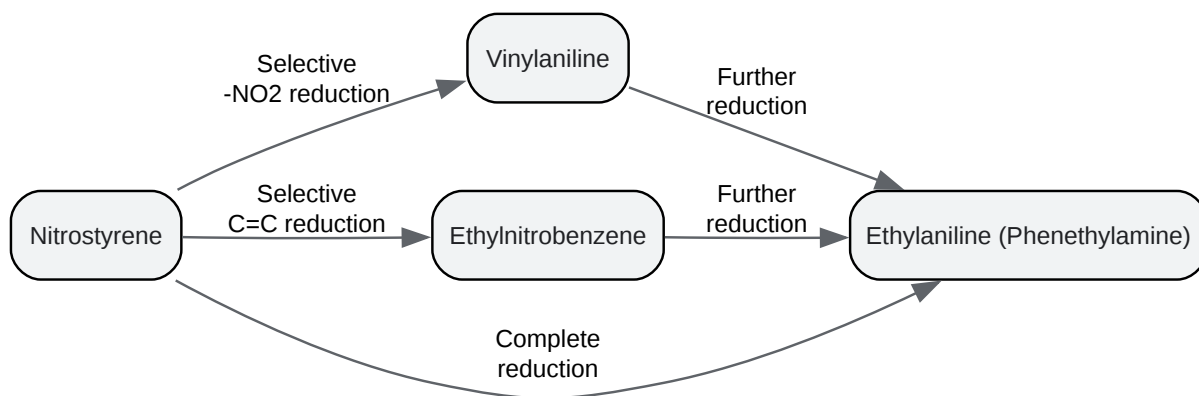 Vinylaniline
Selective
-NO2 reduction
Further
reduction
Nitrostyrene
Selective
C=C reduction
Ethylnitrobenzene
Further
reduction
Ethylaniline (Phenethylamine)
Complete
reduction